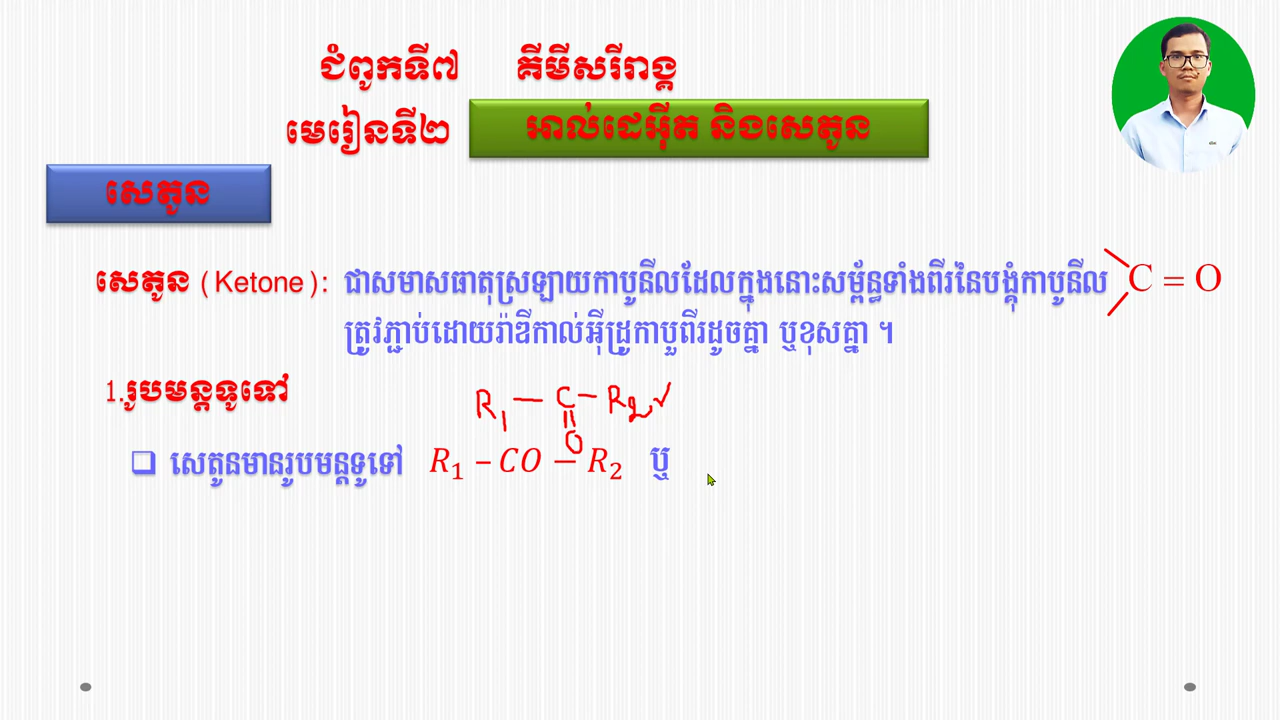 ជំពូកទី៧ គីមីសរីរាង្គ
មេរៀនទី២ អាល់ដេអ៊ីត និងសេតូន
សេតូន
សេតូន (Ketone): ជាសមាសធាតុស្រឡាយកាបូនីលដែលក្នុងនោះសម្ព័ន្ធទាំងពីរនៃបង្គុំកាបូនីល C = O
ត្រូវភ្ជាប់ដោយរ៉ាឌីកាល់អ៊ីដ្រូកាបួពីរដូចគ្នា ឬខុសគ្នា ។
1.រូបមន្តទូទៅ
R₁ — C — R₂ ✓
||
O
❑ សេតូនមានរូបមន្តទូទៅ R₁ – CO – R₂ ឬ